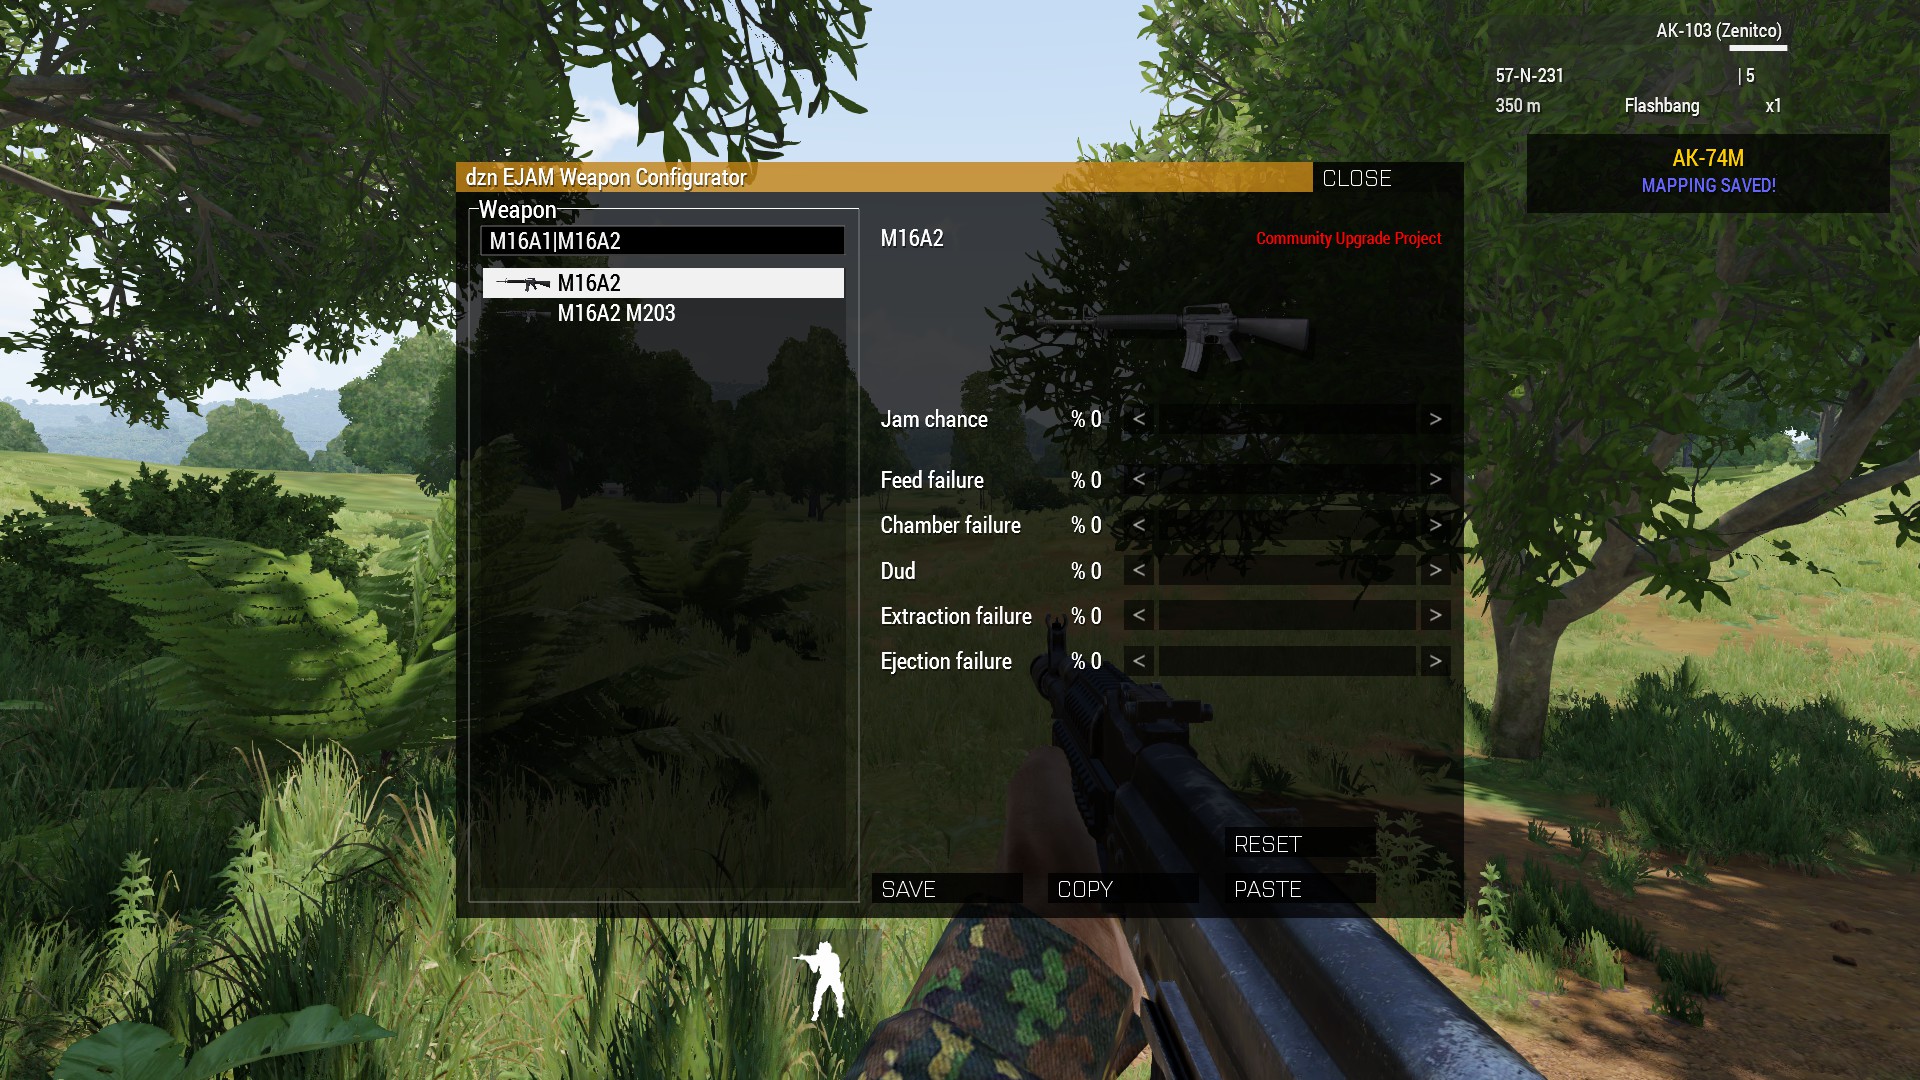 AK-103 (Zenitco)
57-N-231 | 5
350 m Flashbang x1
AK-74M
MAPPING SAVED!
dzn EJAM Weapon Configurator CLOSE
Weapon
M16A1|M16A2
M16A2
M16A2 M203
M16A2 Community Upgrade Project
Jam chance % 0 < >
Feed failure % 0 < >
Chamber failure % 0 < >
Dud % 0 < >
Extraction failure % 0 < >
Ejection failure % 0 < >
RESET
SAVE COPY PASTE